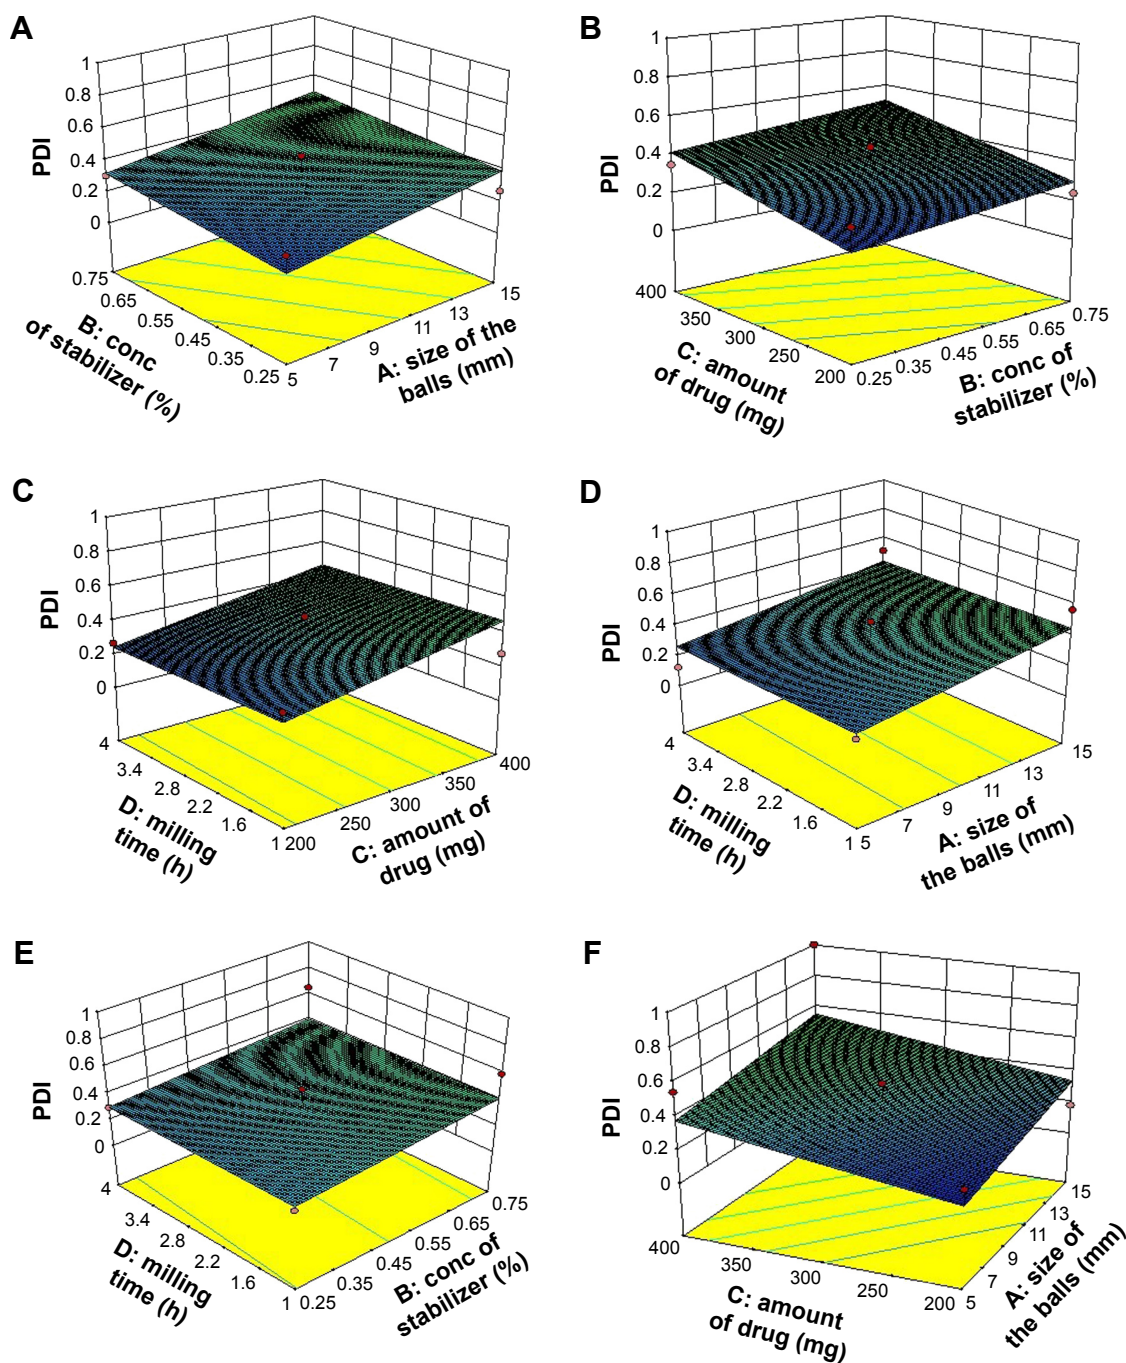 A
1
0.8
0.6
0.4
0.2
0
PDI
0.75
0.65
0.55
0.45
0.35
0.25
B: conc
of stabilizer (%)
5
7
9
11
13
15
A: size of the
balls (mm)
B
1
0.8
0.6
0.4
0.2
0
PDI
400
350
300
250
200
C: amount
of drug (mg)
0.25
0.35
0.45
0.55
0.65
0.75
B: conc of
stabilizer (%)
C
1
0.8
0.6
0.4
0.2
0
PDI
4
3.4
2.8
2.2
1.6
1
D: milling
time (h)
200
250
300
350
400
C: amount of
drug (mg)
D
1
0.8
0.6
0.4
0.2
0
PDI
4
3.4
2.8
2.2
1.6
1
D: milling
time (h)
5
7
9
11
13
15
A: size of
the balls (mm)
E
1
0.8
0.6
0.4
0.2
0
PDI
4
3.4
2.8
2.2
1.6
1
D: milling
time (h)
0.25
0.35
0.45
0.55
0.65
0.75
B: conc of
stabilizer (%)
F
1
0.8
0.6
0.4
0.2
0
PDI
400
350
300
250
200
C: amount
of drug (mg)
5
7
9
11
13
15
A: size of
the balls (mm)